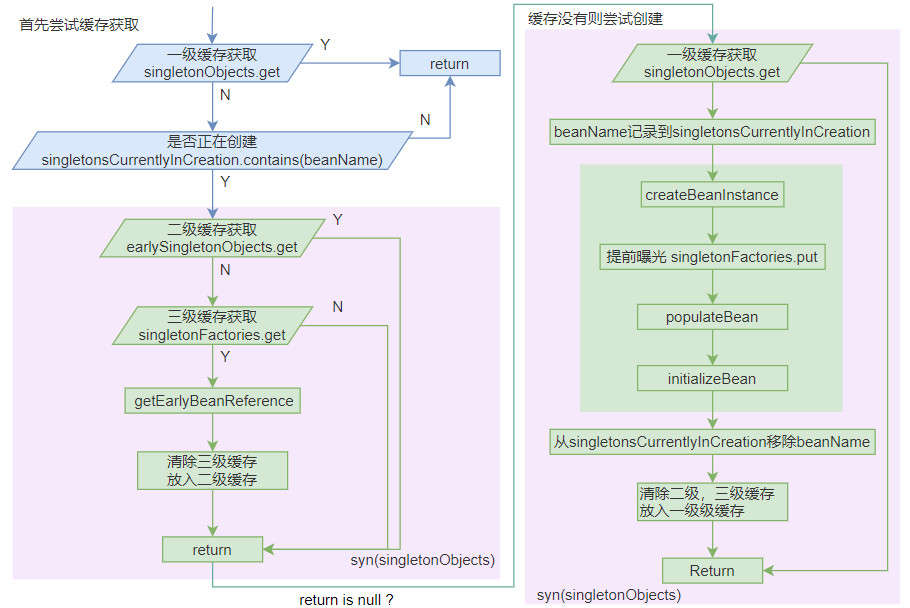 首先尝试缓存获取
一级缓存获取
singletonObjects.get
Y
return
N
N
是否正在创建
singletonsCurrentlyInCreation.contains(beanName)
Y
二级缓存获取
earlySingletonObjects.get
Y
N
三级缓存获取
singletonFactories.get
N
Y
getEarlyBeanReference
清除三级缓存
放入二级缓存
return
syn(singletonObjects)
return is null ?
缓存没有则尝试创建
一级缓存获取
singletonObjects.get
beanName记录到singletonsCurrentlyInCreation
createBeanInstance
提前曝光 singletonFactories.put
populateBean
initializeBean
从singletonsCurrentlyInCreation移除beanName
清除二级，三级缓存
放入一级级缓存
Return
syn(singletonObjects)